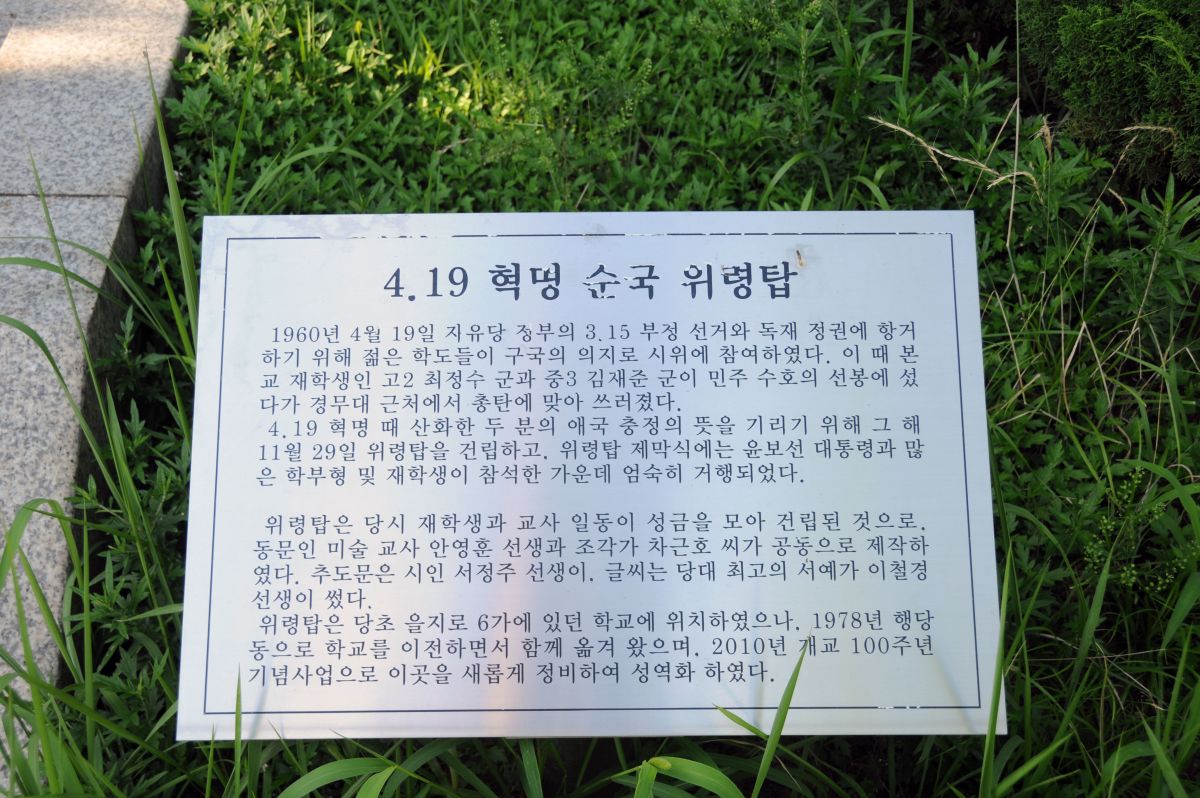 4.19 혁명 순국 위령탑
1960년 4월 19일 자유당 정부의 3.15 부정 선거와 독재 정권에 항거
하기 위해 젊은 학도들이 구국의 의지로 시위에 참여하였다. 이 때 본
교 재학생인 고2 최정수 군과 중3 김재준 군이 민주 수호의 선봉에 섰
다가 경무대 근처에서 총탄에 맞아 쓰러졌다.
4.19 혁명 때 산화한 두 분의 애국 충정의 뜻을 기리기 위해 그 해
11월 29일 위령탑을 건립하고, 위령탑 제막식에는 윤보선 대통령과 많
은 학부형 및 재학생이 참석한 가운데 엄숙히 거행되었다.
위령탑은 당시 재학생과 교사 일동이 성금을 모아 건립된 것으로,
동문인 미술 교사 안영훈 선생과 조각가 차근호 씨가 공동으로 제작하
였다. 추도문은 시인 서정주 선생이, 글씨는 당대 최고의 서예가 이철경
선생이 썼다.
위령탑은 당초 을지로 6가에 있던 학교에 위치하였으나, 1978년 행당
동으로 학교를 이전하면서 함께 옮겨 왔으며, 2010년 개교 100주년
기념사업으로 이곳을 새롭게 정비하여 성역화 하였다.